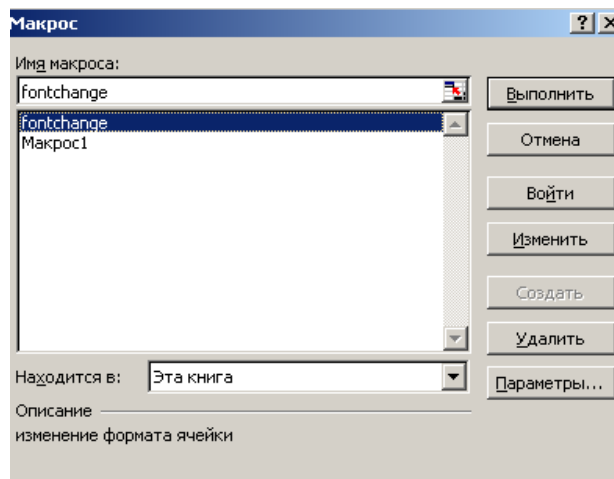 Макрос
Имя макроса:
fontchange
fontchange
Макрос1
Выполнить
Отмена
Войти
Изменить
Создать
Удалить
Параметры...
Находится в: Эта книга
Описание
изменение формата ячейки